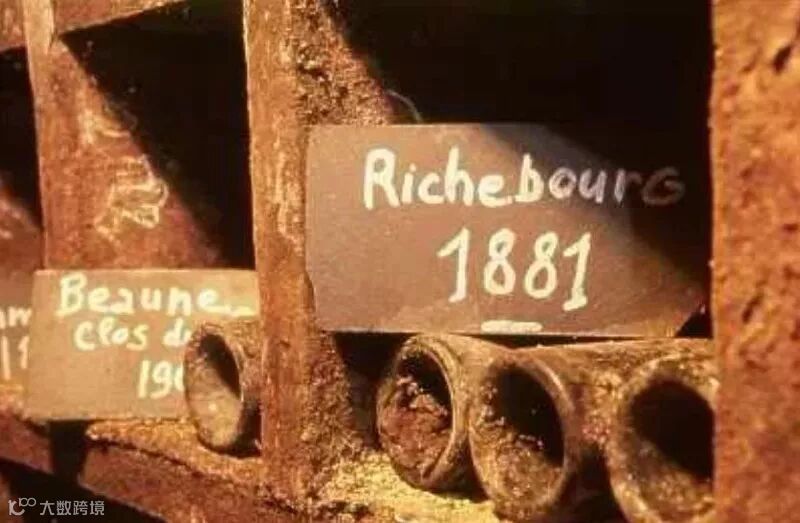 Richebourg
1881
Beaune
Clos d
19
大数跨境